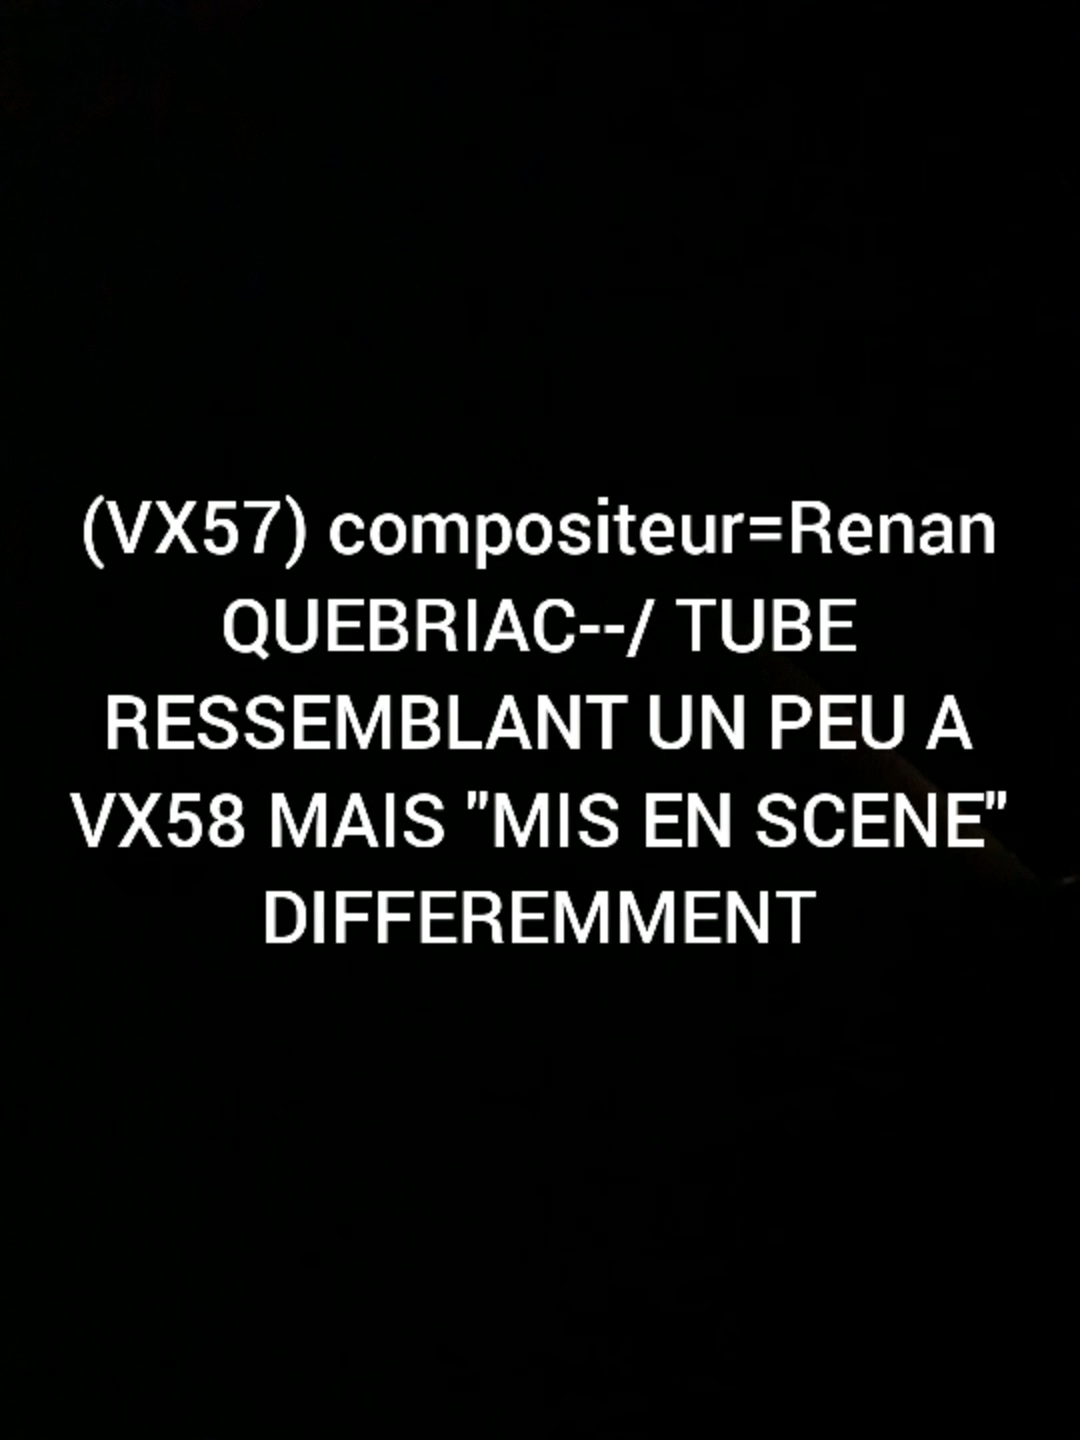 (VX57) compositeur=Renan
QUEBRIAC--/ TUBE
RESSEMBLANT UN PEU A
VX58 MAIS "MIS EN SCENE"
DIFFEREMMENT